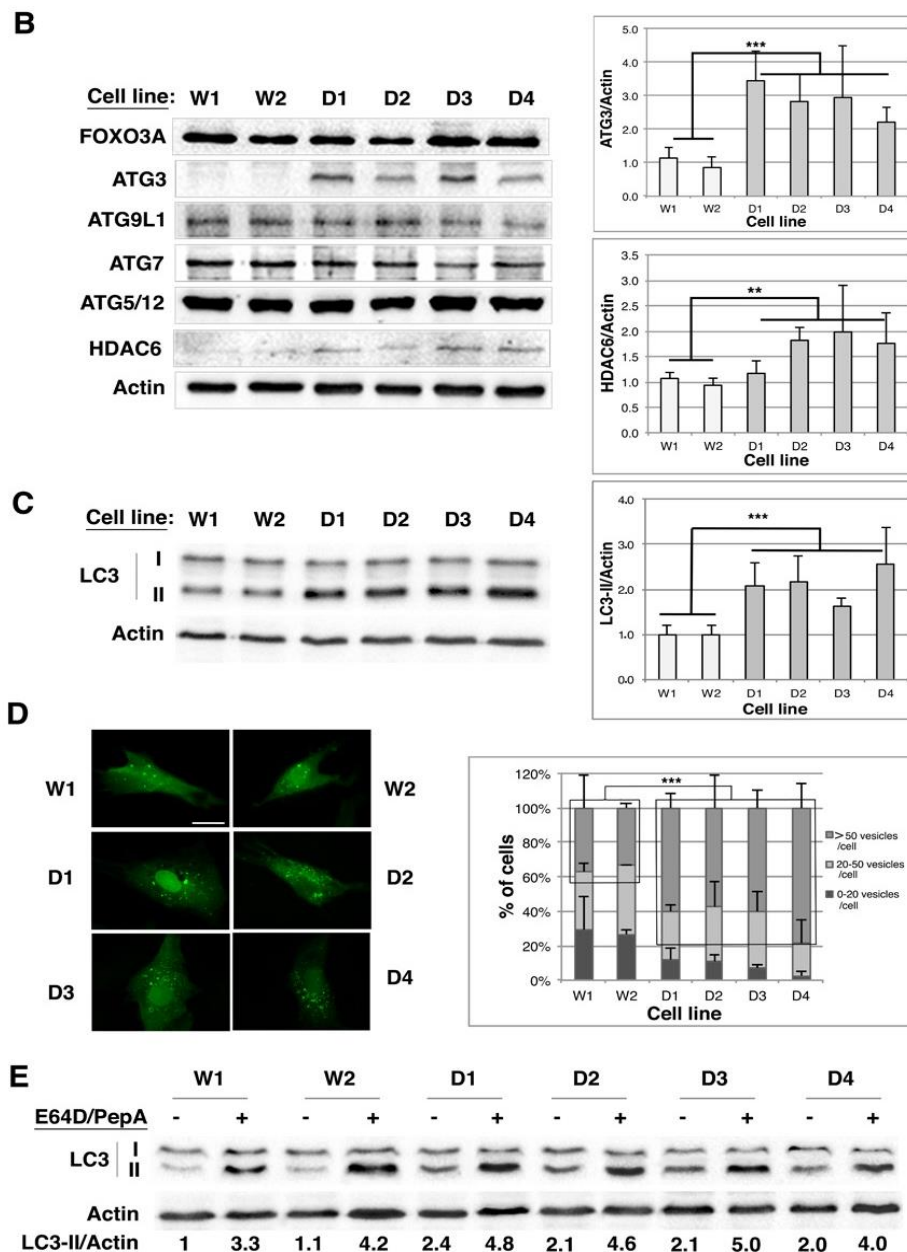 B
Cell line: W1 W2 D1 D2 D3 D4
FOXO3A
ATG3
ATG9L1
ATG7
ATG5/12
HDAC6
Actin
ATG3/Actin
5.0
4.0
3.0
2.0
1.0
0.0
***
W1 W2 D1 D2 D3 D4
Cell line
HDAC6/Actin
3.5
3.0
2.5
2.0
1.5
1.0
0.5
0.0
**
W1 W2 D1 D2 D3 D4
Cell line
C
Cell line: W1 W2 D1 D2 D3 D4
LC3
I
II
Actin
LC3-II/Actin
4.0
3.0
2.0
1.0
0.0
***
W1 W2 D1 D2 D3 D4
Cell line
D
W1 W2
D1 D2
D3 D4
% of cells
120%
100%
80%
60%
40%
20%
0%
***
W1 W2 D1 D2 D3 D4
Cell line
>50 vesicles
/cell
20-50 vesicles
/cell
0-20 vesicles
/cell
E
W1 W2 D1 D2 D3 D4
E64D/PepA - + - + - + - + - + - +
LC3
I
II
Actin
LC3-II/Actin 1 3.3 1.1 4.2 2.4 4.8 2.1 4.6 2.1 5.0 2.0 4.0